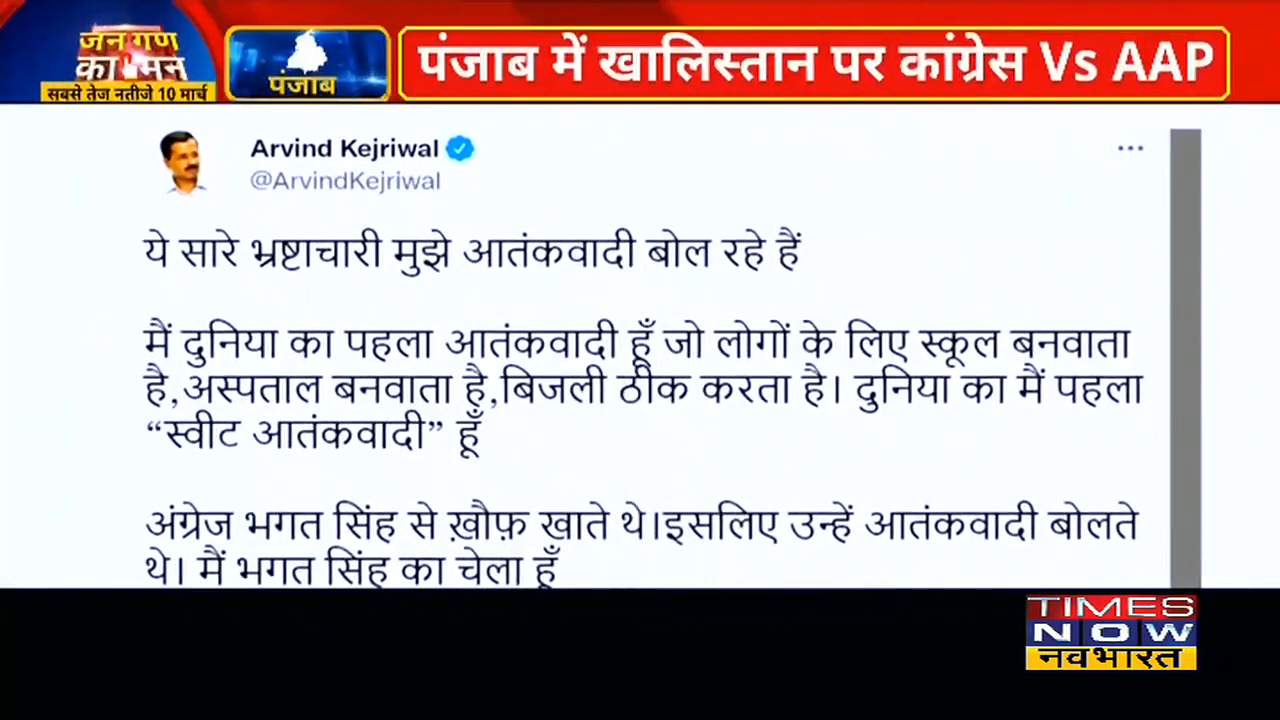 जन गण
का मन
सबसे तेज नतीजे 10 मार्च
पंजाब
पंजाब में खालिस्तान पर कांग्रेस Vs AAP
Arvind Kejriwal
@ArvindKejriwal
ये सारे भ्रष्टाचारी मुझे आतंकवादी बोल रहे हैं
मैं दुनिया का पहला आतंकवादी हूँ जो लोगों के लिए स्कूल बनवाता
है,अस्पताल बनवाता है,बिजली ठीक करता है। दुनिया का मैं पहला
“स्वीट आतंकवादी” हूँ
अंग्रेज भगत सिंह से ख़ौफ़ खाते थे।इसलिए उन्हें आतंकवादी बोलते
थे। मैं भगत सिंह का चेला हूँ
TIMES
NOW
नवभारत